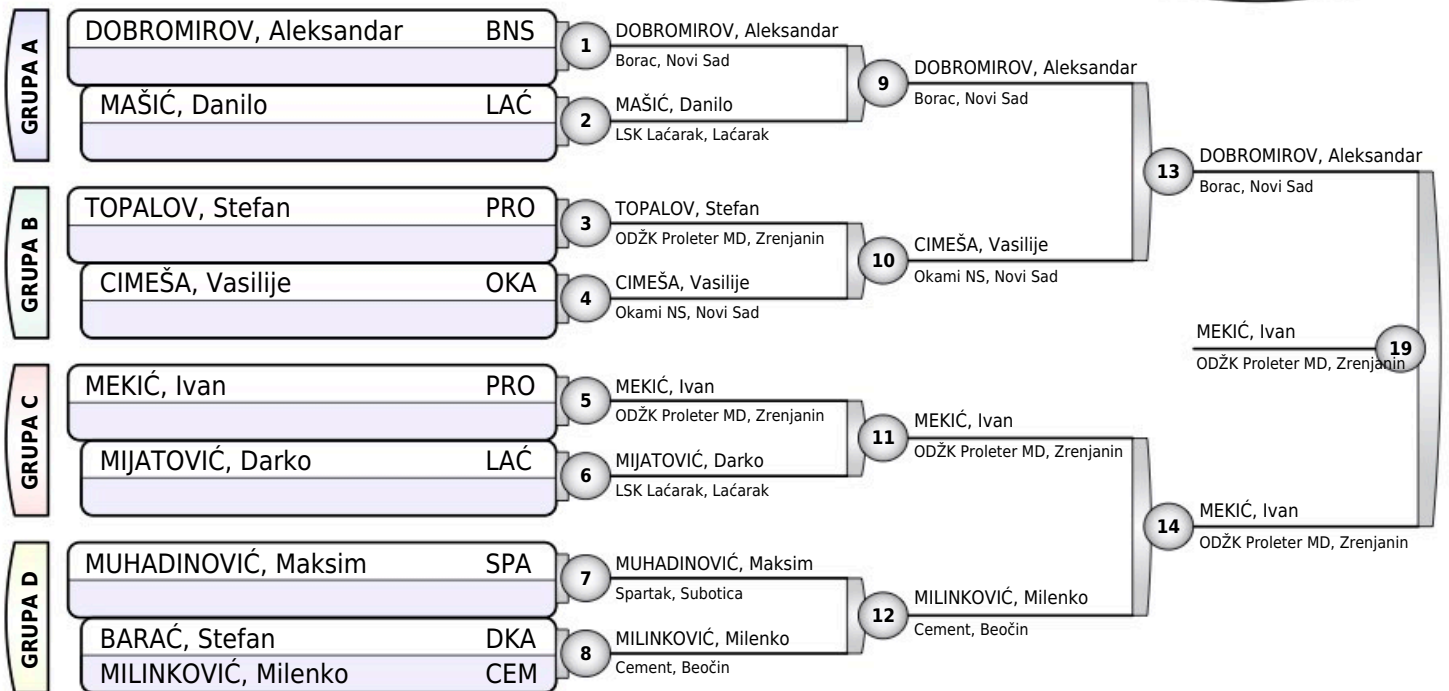 GRUPA A
DOBROMIROV, Aleksandar BNS
MAŠIĆ, Danilo LAĆ
1
DOBROMIROV, Aleksandar
Borac, Novi Sad
2
MAŠIĆ, Danilo
LSK Laćarak, Laćarak
9
DOBROMIROV, Aleksandar
Borac, Novi Sad
GRUPA B
TOPALOV, Stefan PRO
CIMEŠA, Vasilije OKA
3
TOPALOV, Stefan
ODŽK Proleter MD, Zrenjanin
4
CIMEŠA, Vasilije
Okami NS, Novi Sad
10
CIMEŠA, Vasilije
Okami NS, Novi Sad
13
DOBROMIROV, Aleksandar
Borac, Novi Sad
GRUPA C
MEKIĆ, Ivan PRO
MIJATOVIĆ, Darko LAĆ
5
MEKIĆ, Ivan
ODŽK Proleter MD, Zrenjanin
6
MIJATOVIĆ, Darko
LSK Laćarak, Laćarak
11
MEKIĆ, Ivan
ODŽK Proleter MD, Zrenjanin
GRUPA D
MUHADINOVIĆ, Maksim SPA
BARAĆ, Stefan DKA
MILINKOVIĆ, Milenko CEM
7
MUHADINOVIĆ, Maksim
Spartak, Subotica
8
MILINKOVIĆ, Milenko
Cement, Beočin
12
MILINKOVIĆ, Milenko
Cement, Beočin
14
MEKIĆ, Ivan
ODŽK Proleter MD, Zrenjanin
MEKIĆ, Ivan
19
ODŽK Proleter MD, Zrenjanin